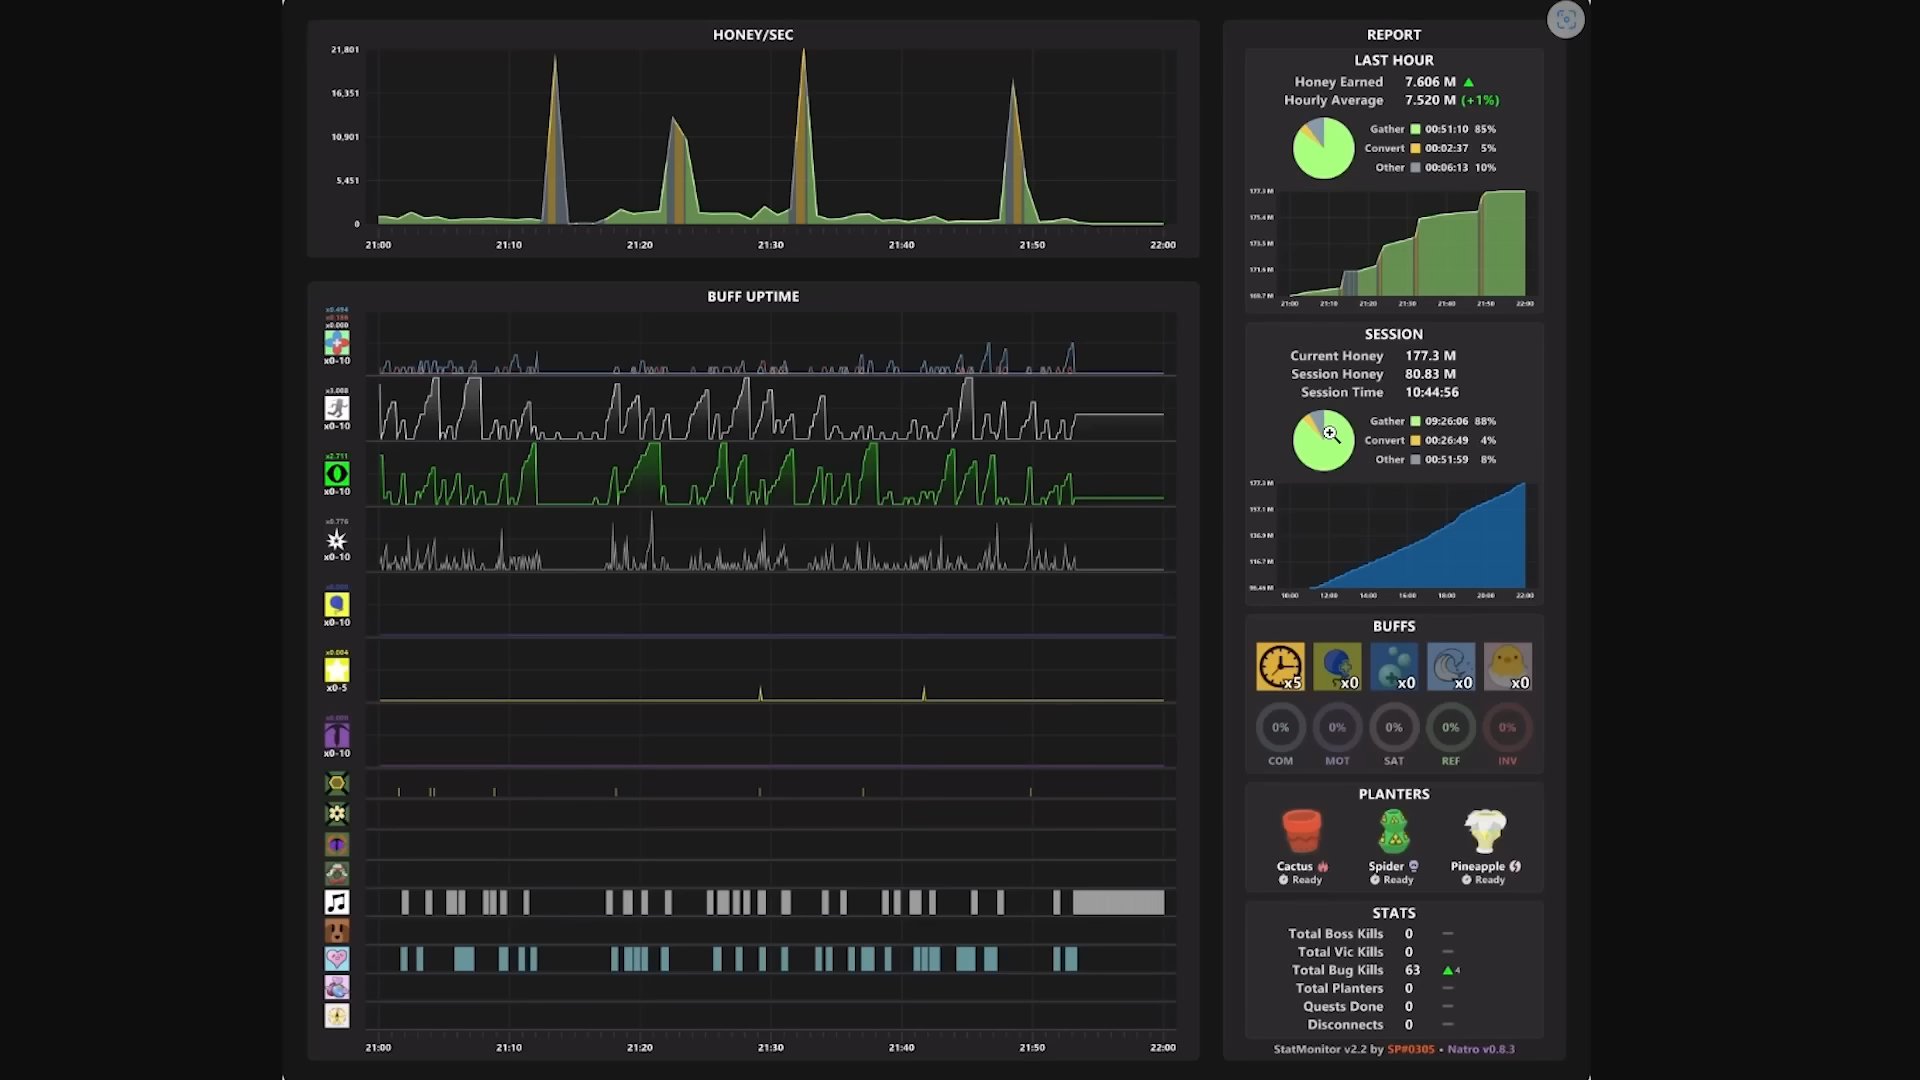 HONEY/SEC
21,801
16,351
10,901
5,451
0
21:00 21:10 21:20 21:30 21:40 21:50 22:00
BUFF UPTIME
x0.000
x0-10
x3.088
x0-10
x2.711
x0-10
x0.776
x0-10
x0-10
x0.004
x0-5
x0-10
21:00 21:10 21:20 21:30 21:40 21:50 22:00
REPORT
LAST HOUR
Honey Earned 7.606 M
Hourly Average 7.520 M (+1%)
Gather 00:51:10 85%
Convert 00:02:37 5%
Other 00:06:13 10%
177.3 M
175.4 M
173.5 M
171.6 M
169.7 M
21:00 21:10 21:20 21:30 21:40 21:50 22:00
SESSION
Current Honey 177.3 M
Session Honey 80.83 M
Session Time 10:44:56
Gather 09:26:06 88%
Convert 00:26:49 4%
Other 00:51:59 8%
177.3 M
157.1 M
136.9 M
116.7 M
10:00 12:00 14:00 16:00 18:00 20:00 22:00
BUFFS
x5 x0 x0 x0 x0
0% 0% 0% 0% 0%
COM MOT SAT REF INV
PLANTERS
Cactus Spider Pineapple
Ready Ready Ready
STATS
Total Boss Kills 0 —
Total Vic Kills 0 —
Total Bug Kills 63 ▲4
Total Planters 0 —
Quests Done 0 —
Disconnects 0 —
StatMonitor v2.2 by SP#0305 • Natro v0.8.3